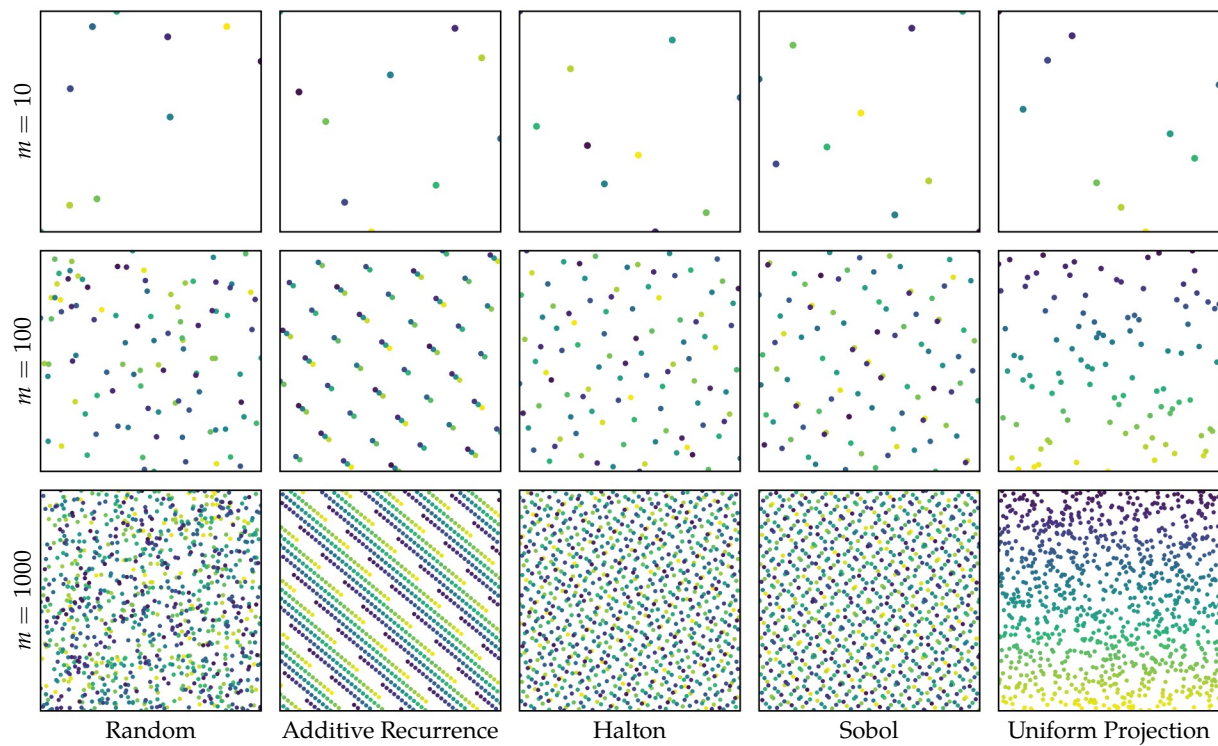 m = 10
m = 100
m = 1000
Random Additive Recurrence Halton Sobol Uniform Projection